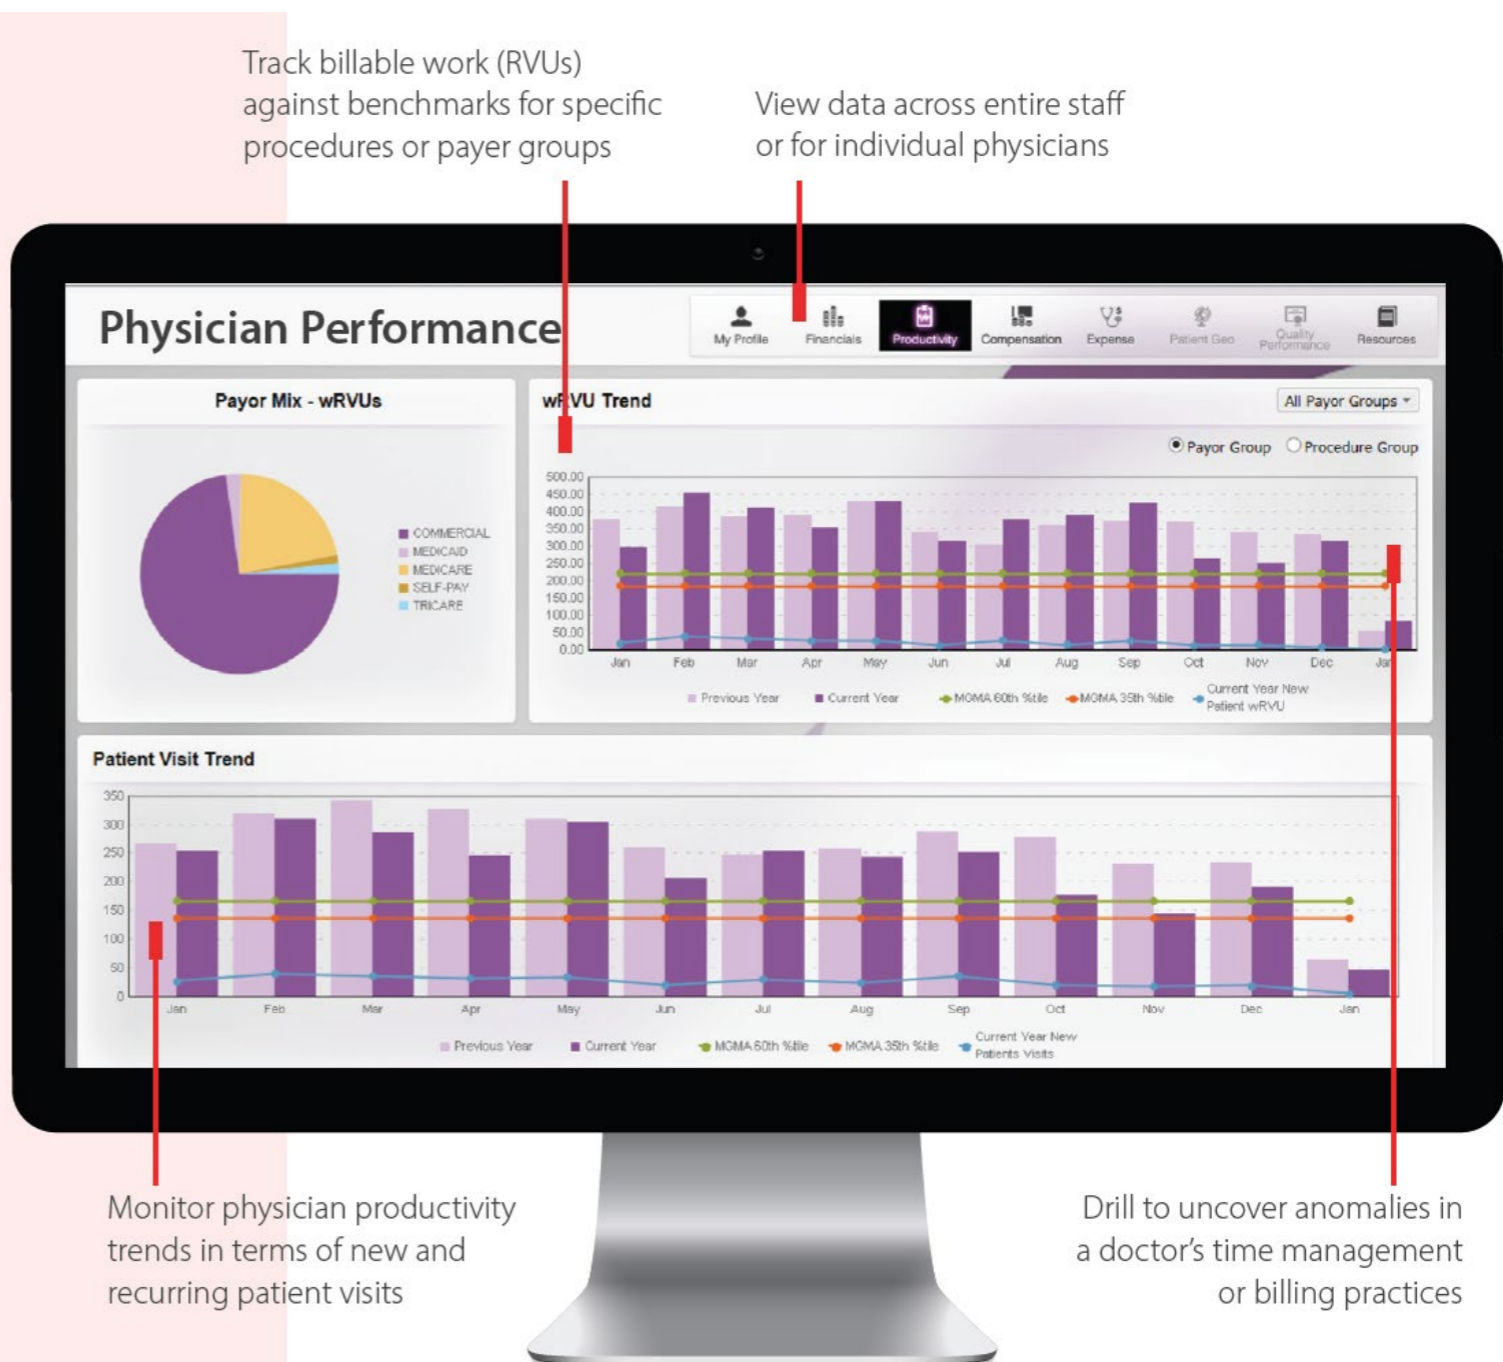 Track billable work (RVUs)
against benchmarks for specific
procedures or payer groups
View data across entire staff
or for individual physicians
Physician Performance
My Profile
Financials
Productivity
Compensation
Expense
Patient Geo
Quality
Performance
Resources
Payor Mix - wRVUs
COMMERCIAL
MEDICAID
MEDICARE
SELF-PAY
TRICARE
wRVU Trend
All Payor Groups
Payor Group
Procedure Group
500.00
450.00
400.00
350.00
300.00
250.00
200.00
150.00
100.00
50.00
0.00
Jan Feb Mar Apr May Jun Jul Aug Sep Oct Nov Dec Jan
Previous Year
Current Year
MGMA 60th %tile
MGMA 35th %tile
Current Year New
Patient wRVU
Patient Visit Trend
350
300
250
200
150
100
50
0
Jan Feb Mar Apr May Jun Jul Aug Sep Oct Nov Dec Jan
Previous Year
Current Year
MGMA 60th %tile
MGMA 35th %tile
Current Year New
Patients Visits
Monitor physician productivity
trends in terms of new and
recurring patient visits
Drill to uncover anomalies in
a doctor's time management
or billing practices